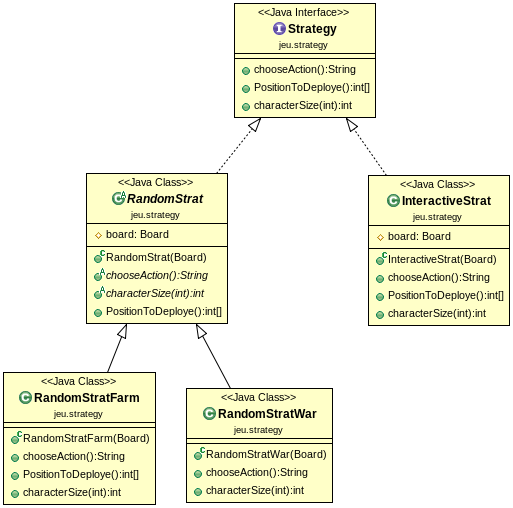 <<Java Interface>>
Strategy
jeu.strategy
chooseAction():String
PositionToDeploye():int[]
characterSize(int):int
<<Java Class>>
RandomStrat
jeu.strategy
board: Board
RandomStrat(Board)
chooseAction():String
characterSize(int):int
PositionToDeploye():int[]
<<Java Class>>
InteractiveStrat
jeu.strategy
board: Board
InteractiveStrat(Board)
chooseAction():String
PositionToDeploye():int[]
characterSize(int):int
<<Java Class>>
RandomStratFarm
jeu.strategy
RandomStratFarm(Board)
chooseAction():String
PositionToDeploye():int[]
characterSize(int):int
<<Java Class>>
RandomStratWar
jeu.strategy
RandomStratWar(Board)
chooseAction():String
characterSize(int):int